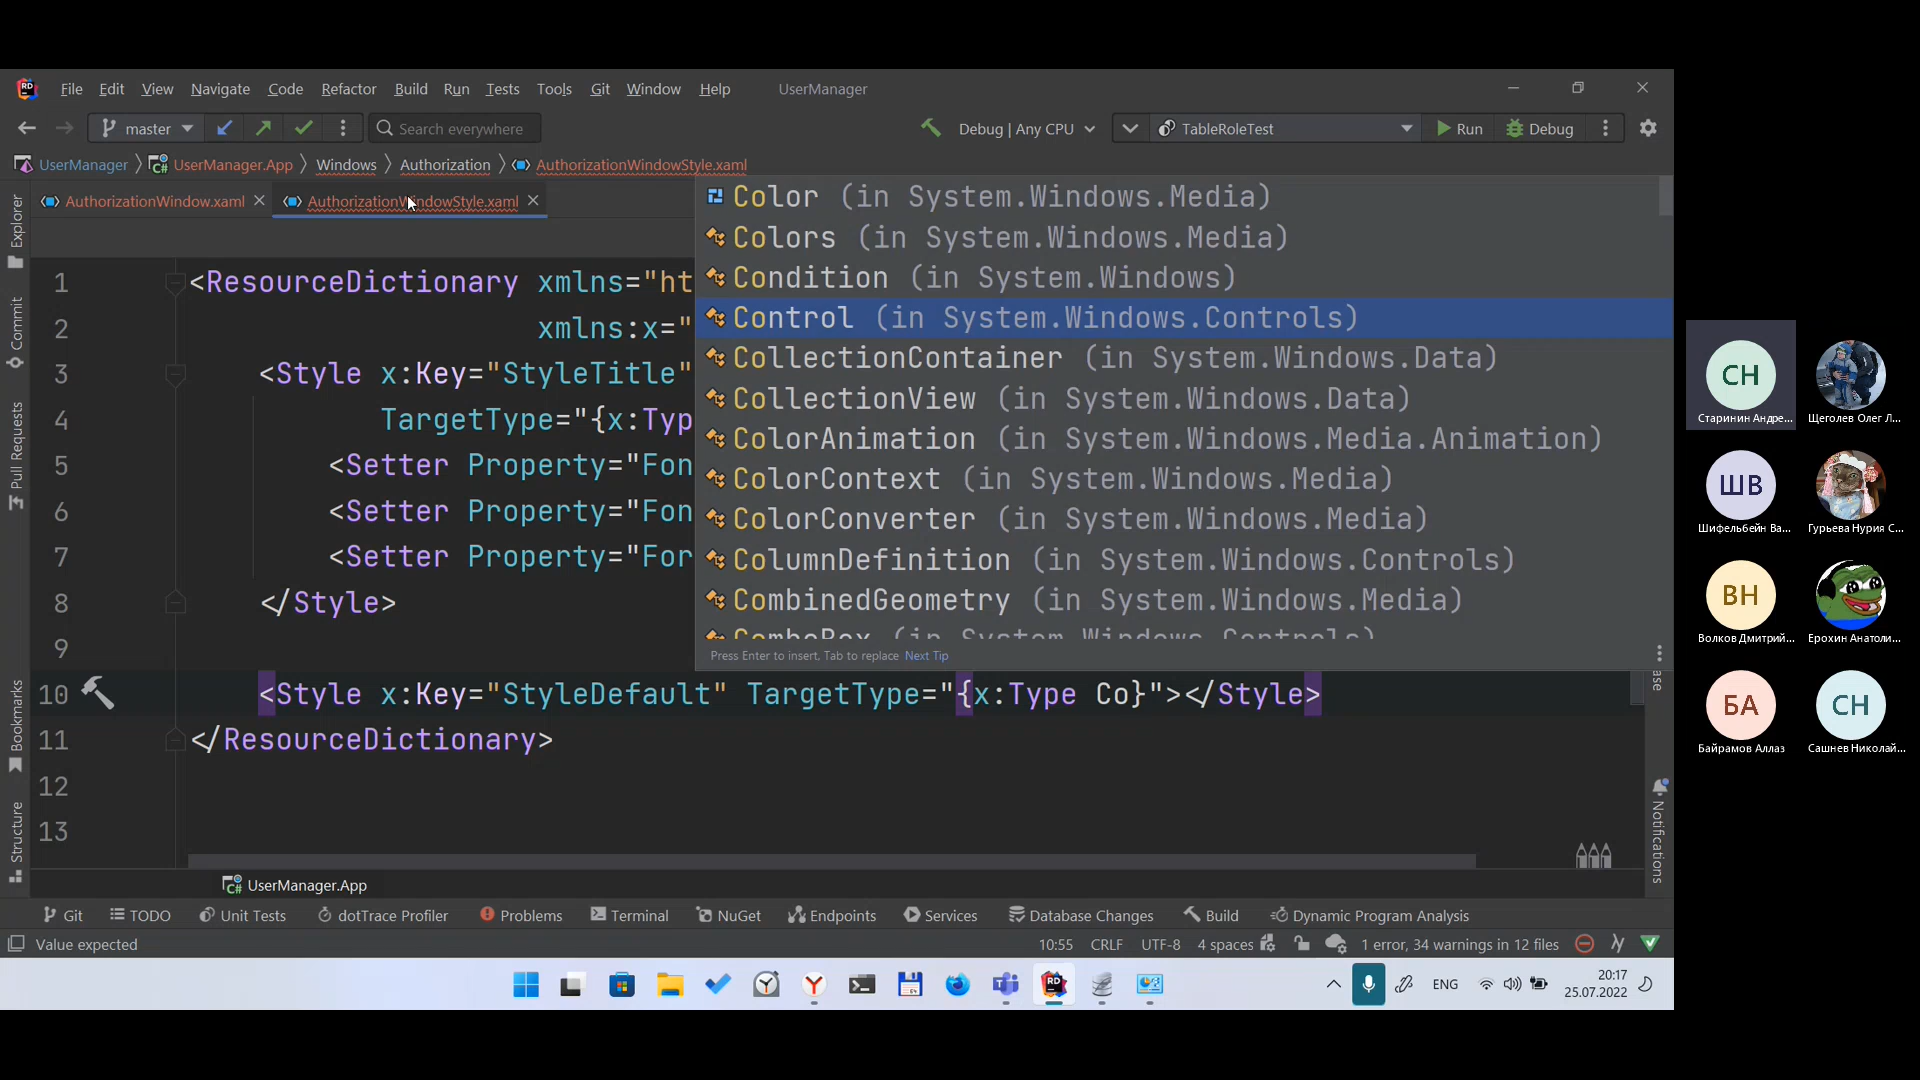 File Edit View Navigate Code Refactor Build Run Tests Tools Git Window Help UserManager
master Search everywhere Debug | Any CPU TableRoleTest Run Debug
UserManager UserManager.App Windows Authorization AuthorizationWindowStyle.xaml
AuthorizationWindow.xaml AuthorizationWindowStyle.xaml
Explorer
Commit
Pull Requests
Bookmarks
Structure
Color (in System.Windows.Media)
Colors (in System.Windows.Media)
Condition (in System.Windows)
Control (in System.Windows.Controls)
CollectionContainer (in System.Windows.Data)
CollectionView (in System.Windows.Data)
ColorAnimation (in System.Windows.Media.Animation)
ColorContext (in System.Windows.Media)
ColorConverter (in System.Windows.Media)
ColumnDefinition (in System.Windows.Controls)
CombinedGeometry (in System.Windows.Media)
ComboBox (in System.Windows.Controls)
Press Enter to insert, Tab to replace Next Tip
1 <ResourceDictionary xmlns="ht
2 xmlns:x="
3 <Style x:Key="StyleTitle"
4 TargetType="{x:Typ
5 <Setter Property="Fon
6 <Setter Property="Fon
7 <Setter Property="For
8 </Style>
9
10 <Style x:Key="StyleDefault" TargetType="{x:Type Co}"></Style>
11 </ResourceDictionary>
12
13
ase
Notifications
UserManager.App
Git TODO Unit Tests dotTrace Profiler Problems Terminal NuGet Endpoints Services Database Changes Build Dynamic Program Analysis
Value expected 10:55 CRLF UTF-8 4 spaces 1 error, 34 warnings in 12 files
ENG 20:17
25.07.2022
СН
Старинин Андре...
Щеголев Олег Л...
ШВ
Шифельбейн Ва...
Гурьева Нурия С...
ВН
Волков Дмитрий...
Ерохин Анатоли...
БА
Байрамов Аллаз
СН
Сашнев Николай...